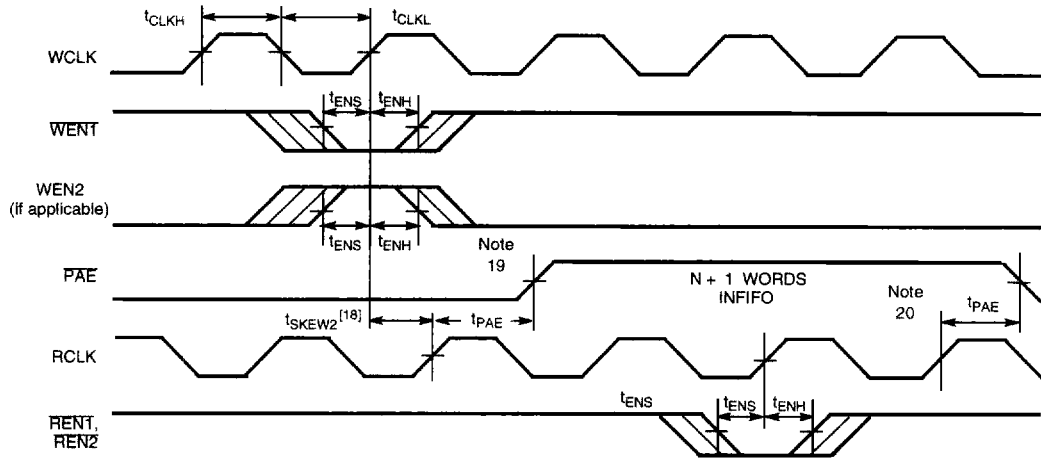 tCLKH
tCLKL
WCLK
tENS
tENH
WEN1
WEN2
(if applicable)
tENS
tENH
Note
19
PAE
N + 1 WORDS
INFIFO
Note
20
tSKEW2[18]
tPAE
tPAE
RCLK
tENS
tENS
tENH
REN1,
REN2